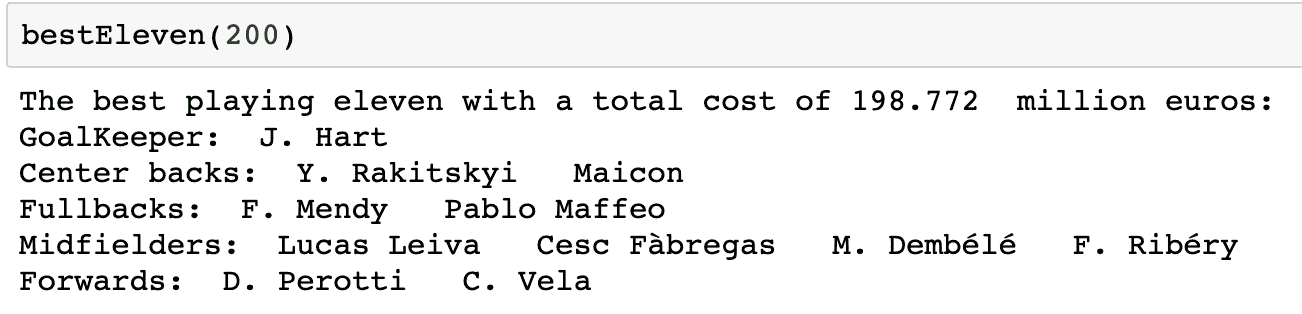 bestEleven(200)
The best playing eleven with a total cost of 198.772  million euros:
GoalKeeper:  J. Hart
Center backs:  Y. Rakitskyi   Maicon
Fullbacks:  F. Mendy   Pablo Maffeo
Midfielders:  Lucas Leiva   Cesc Fàbregas   M. Dembélé   F. Ribéry
Forwards:  D. Perotti   C. Vela